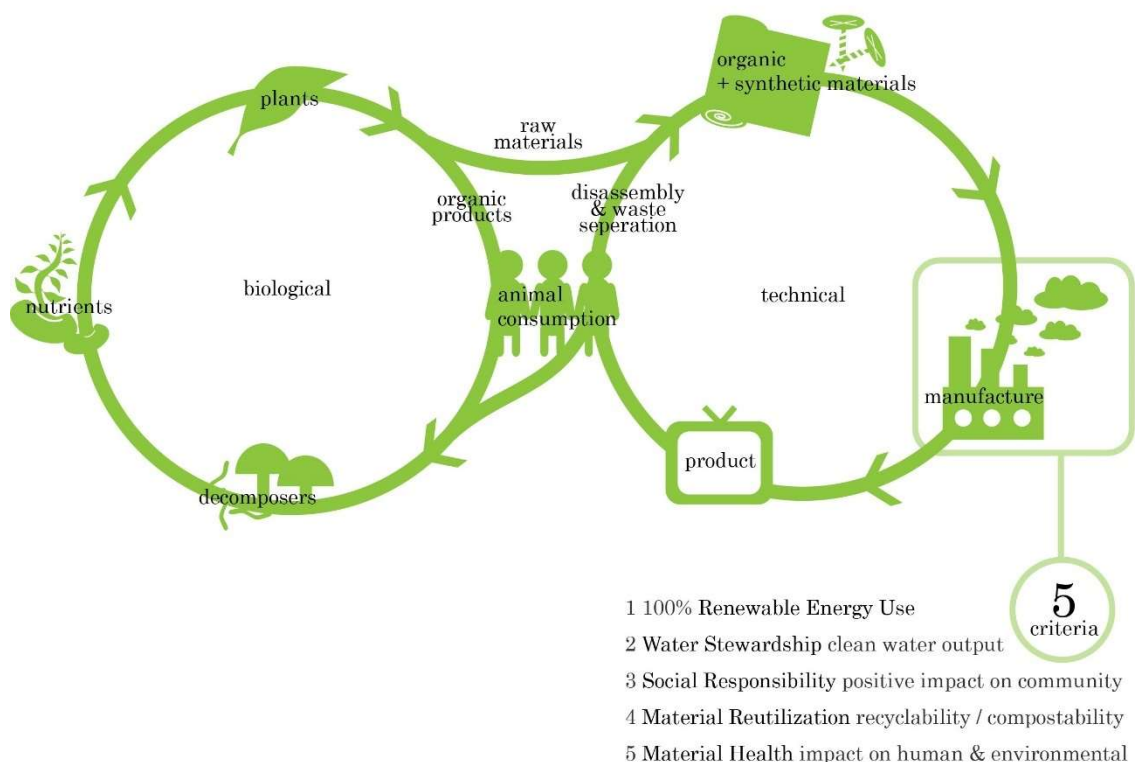 plants
raw
materials
organic
+ synthetic materials
organic
products
disassembly
& waste
seperation
nutrients
biological
animal
consumption
technical
manufacture
decomposers
product
5
criteria
1 100% Renewable Energy Use
2 Water Stewardship clean water output
3 Social Responsibility positive impact on community
4 Material Reutilization recyclability / compostability
5 Material Health impact on human & environmental